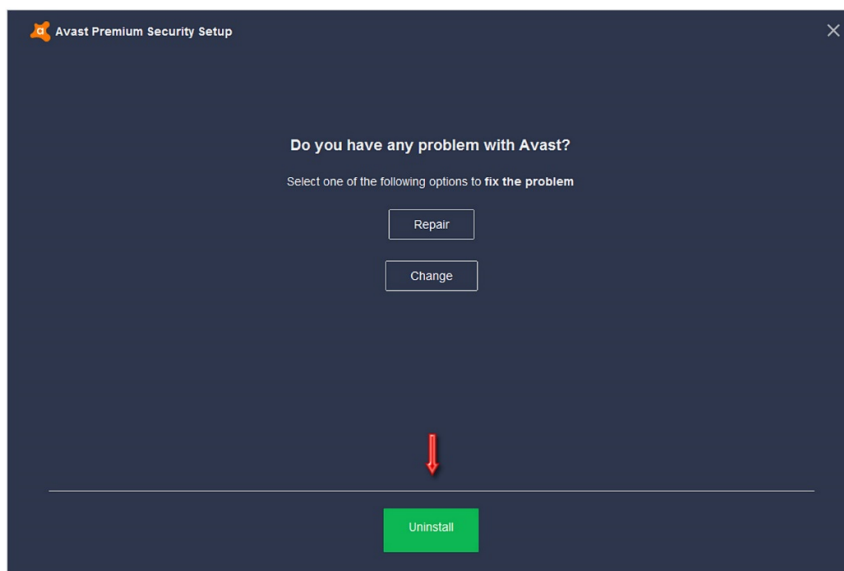 Avast Premium Security Setup
Do you have any problem with Avast?
Select one of the following options to fix the problem
Repair
Change
Uninstall